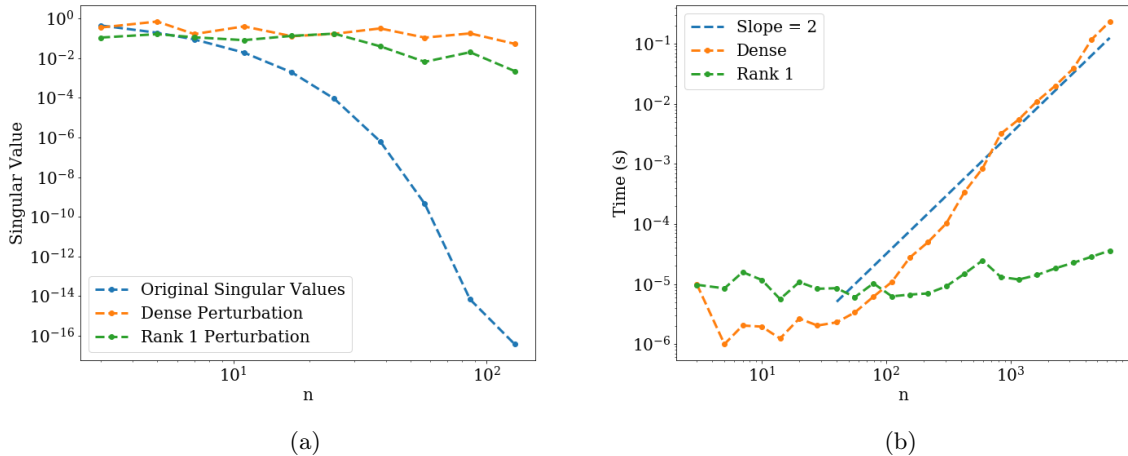 10^0
10^-2
10^-4
10^-6
10^-8
10^-10
10^-12
10^-14
10^-16
Singular Value
Original Singular Values
Dense Perturbation
Rank 1 Perturbation
10^1
10^2
n
(a)
10^-1
10^-2
10^-3
10^-4
10^-5
10^-6
Time (s)
Slope = 2
Dense
Rank 1
10^1
10^2
10^3
n
(b)